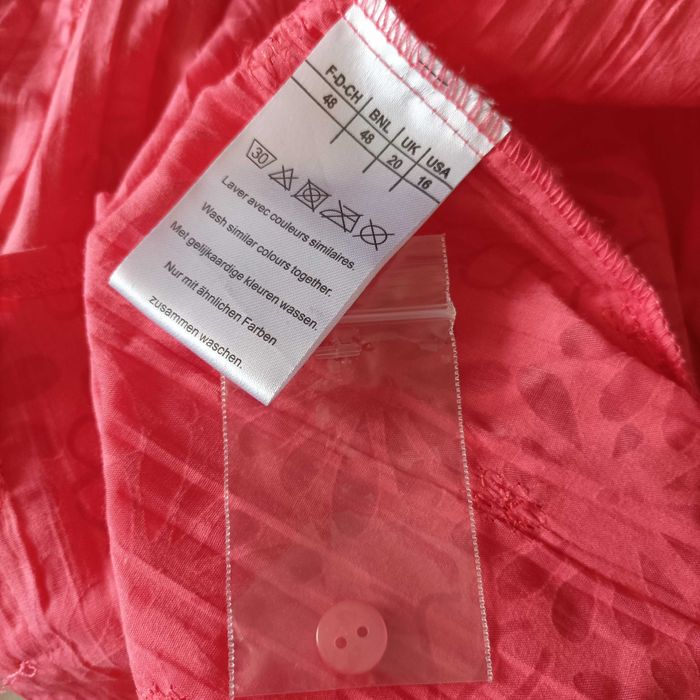 F-D-CH BNL UK USA
48 48 20 16
30
Laver avec couleurs similaires.
Wash similar colours together.
Met gelijkaardige kleuren wassen.
Nur mit ähnlichen Farben
zusammen waschen.